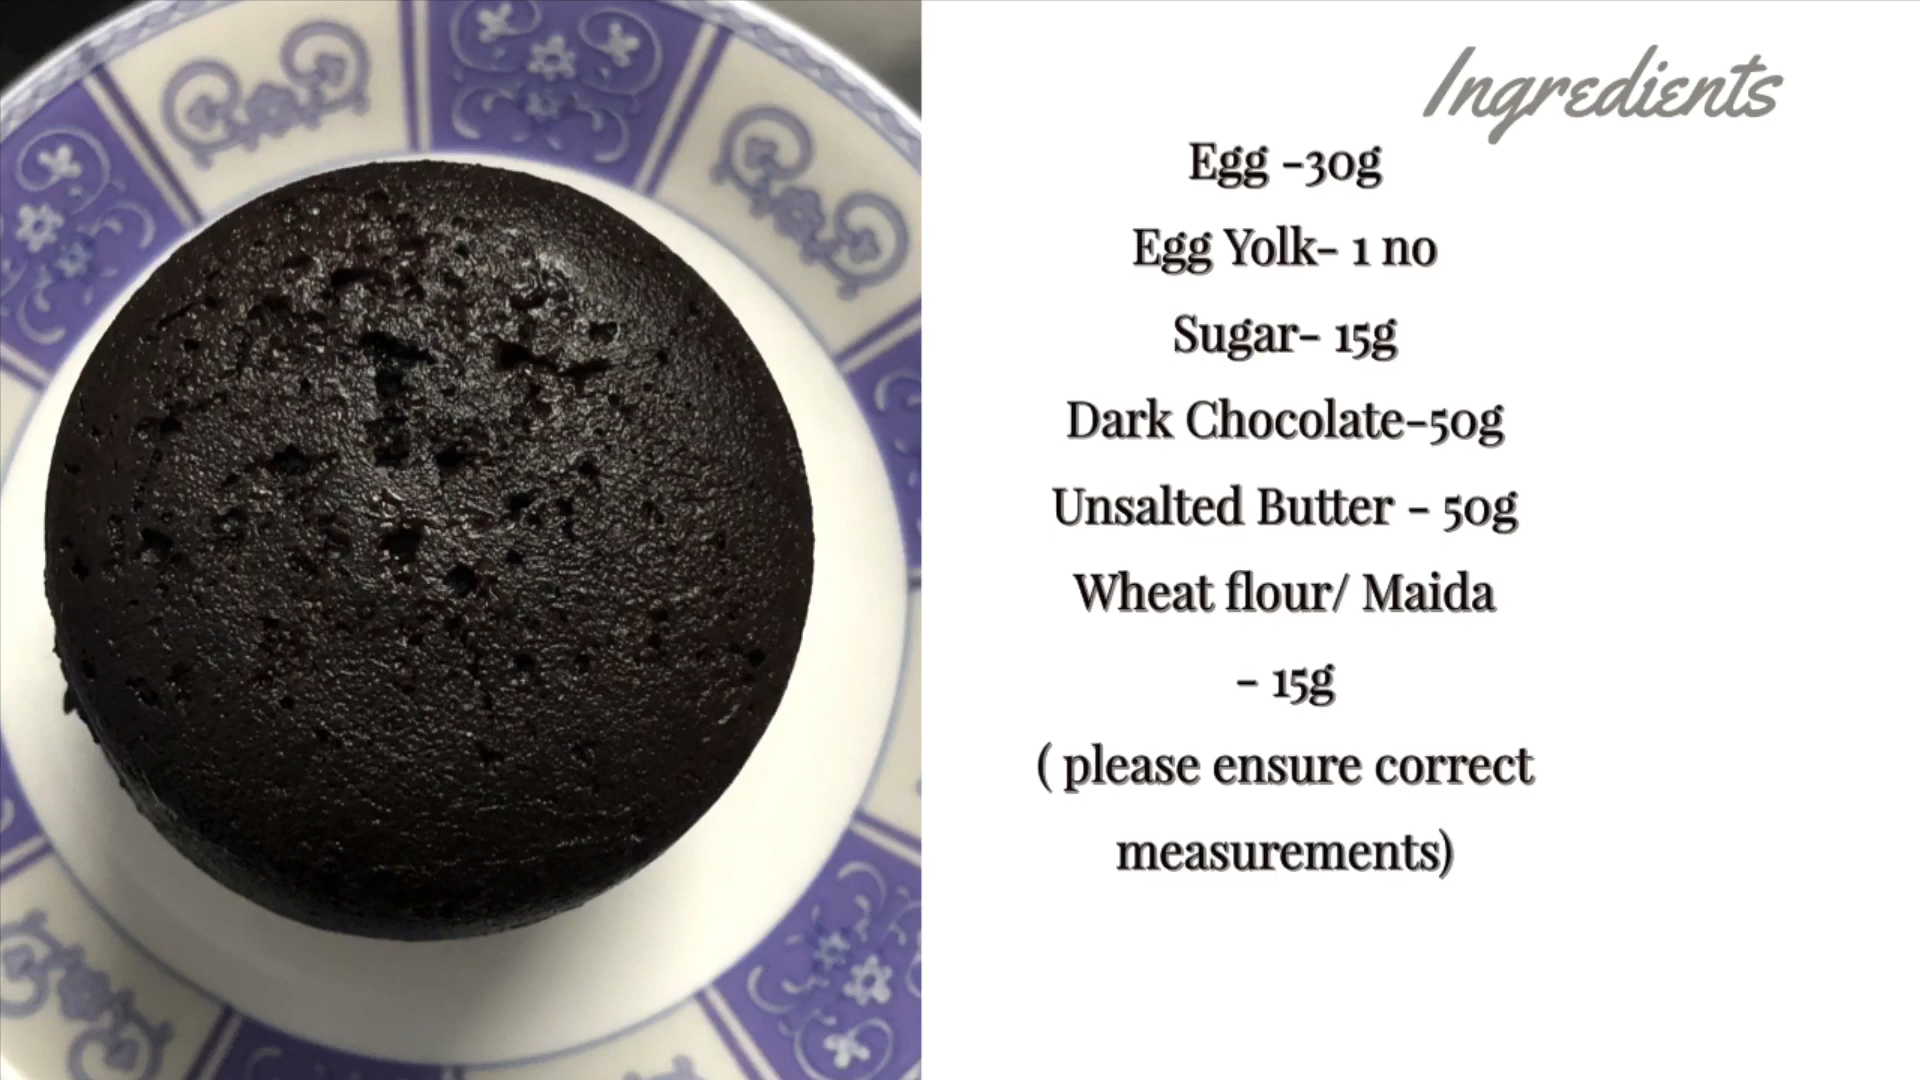 Ingredients
Egg -30g
Egg Yolk- 1 no
Sugar- 15g
Dark Chocolate-50g
Unsalted Butter - 50g
Wheat flour/ Maida
- 15g
( please ensure correct
measurements)